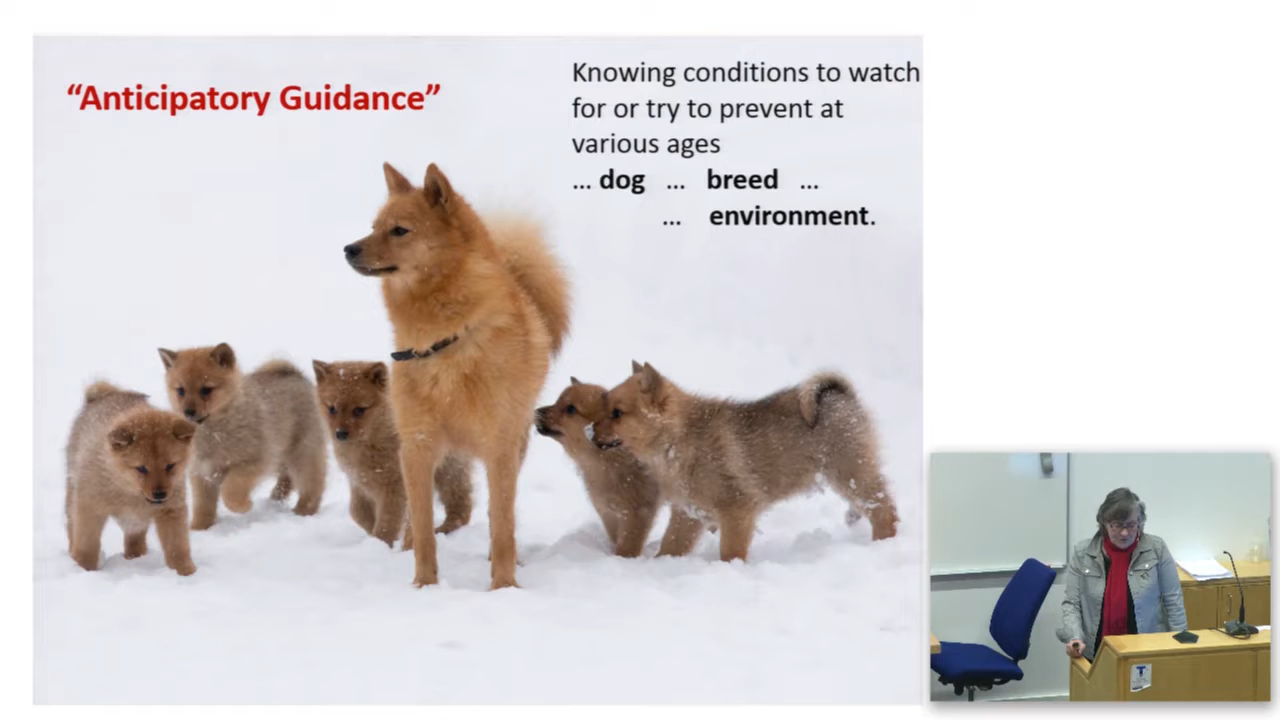 “Anticipatory Guidance”
Knowing conditions to watch
for or try to prevent at
various ages
... dog ... breed ...
... environment.